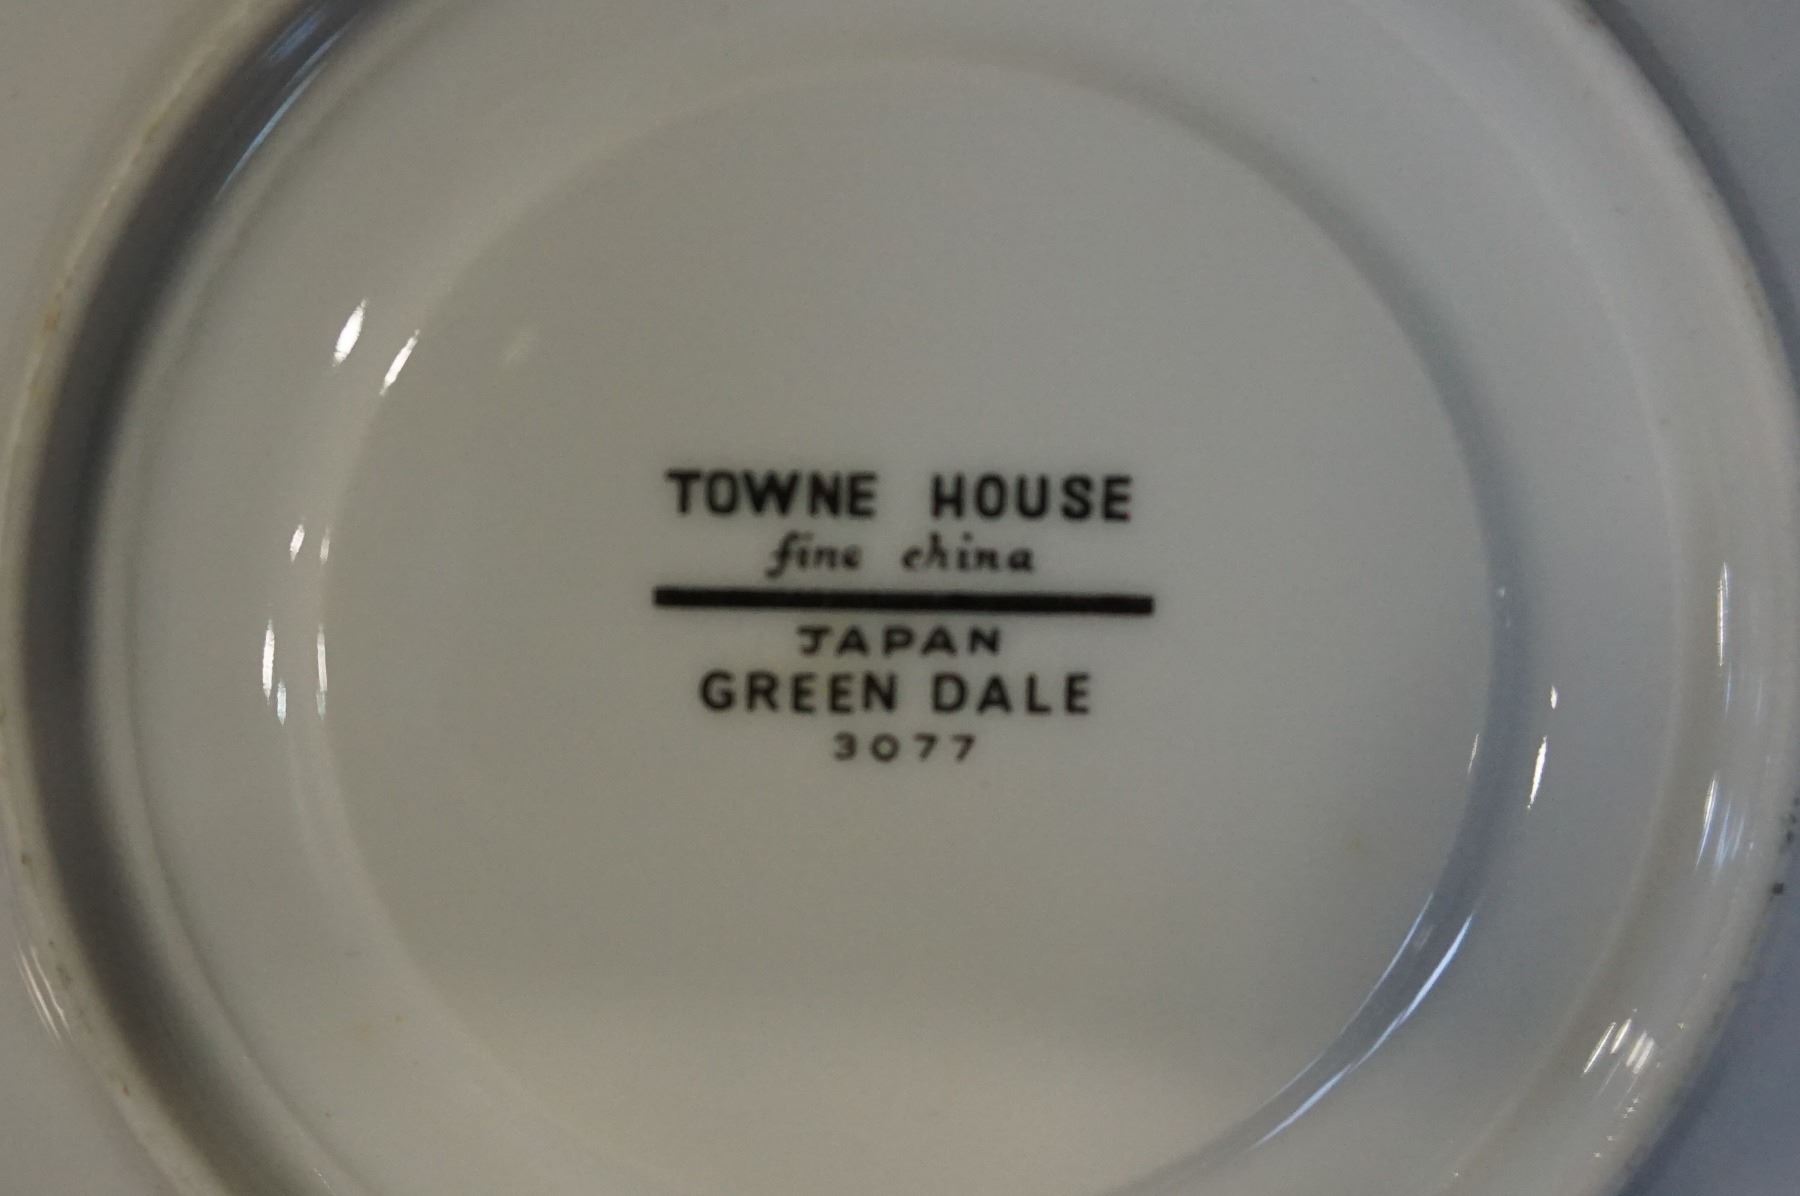 TOWNE HOUSE
fine china
JAPAN
GREEN DALE
3077